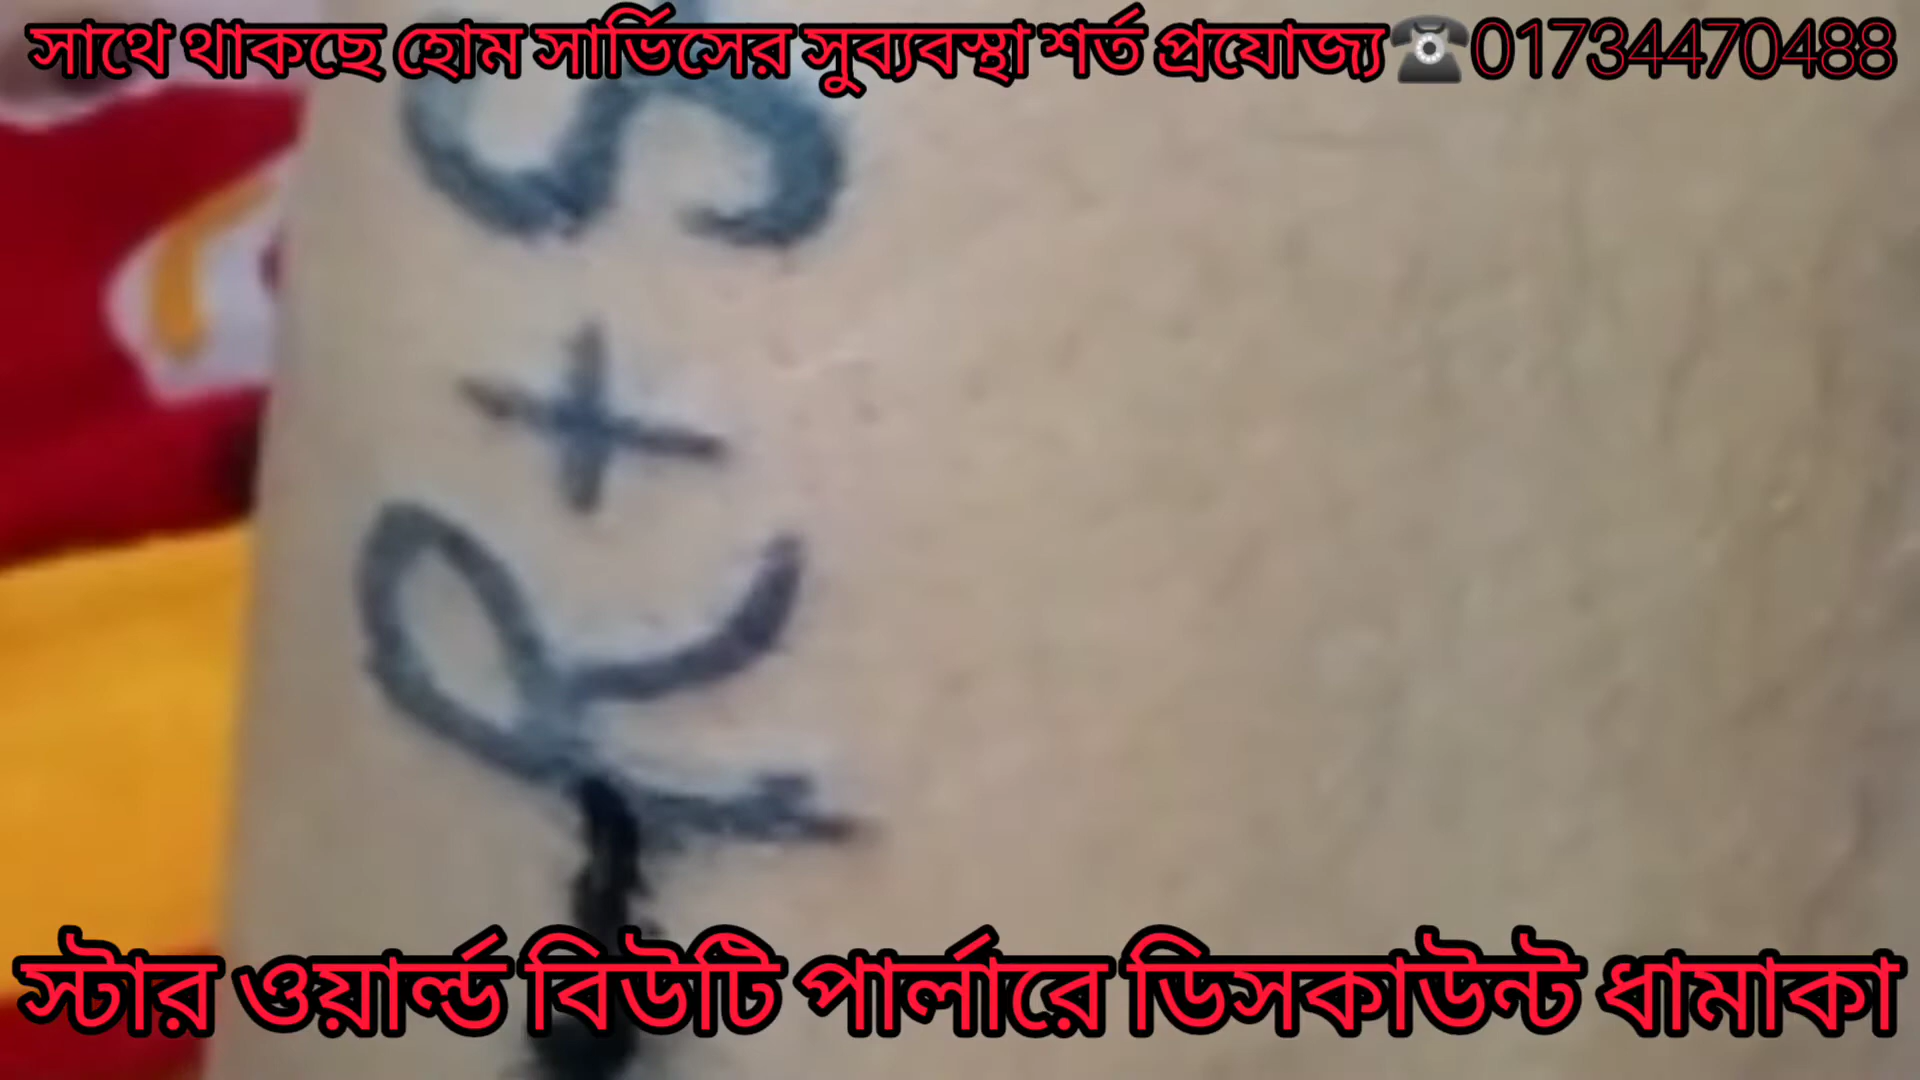 সাথে থাকছে হোম সার্ভিসের সুব্যবস্থা শর্ত প্রযোজ্য☎01734470488
R+S
স্টার ওয়ার্ল্ড বিউটি পার্লারে ডিসকাউন্ট ধামাকা